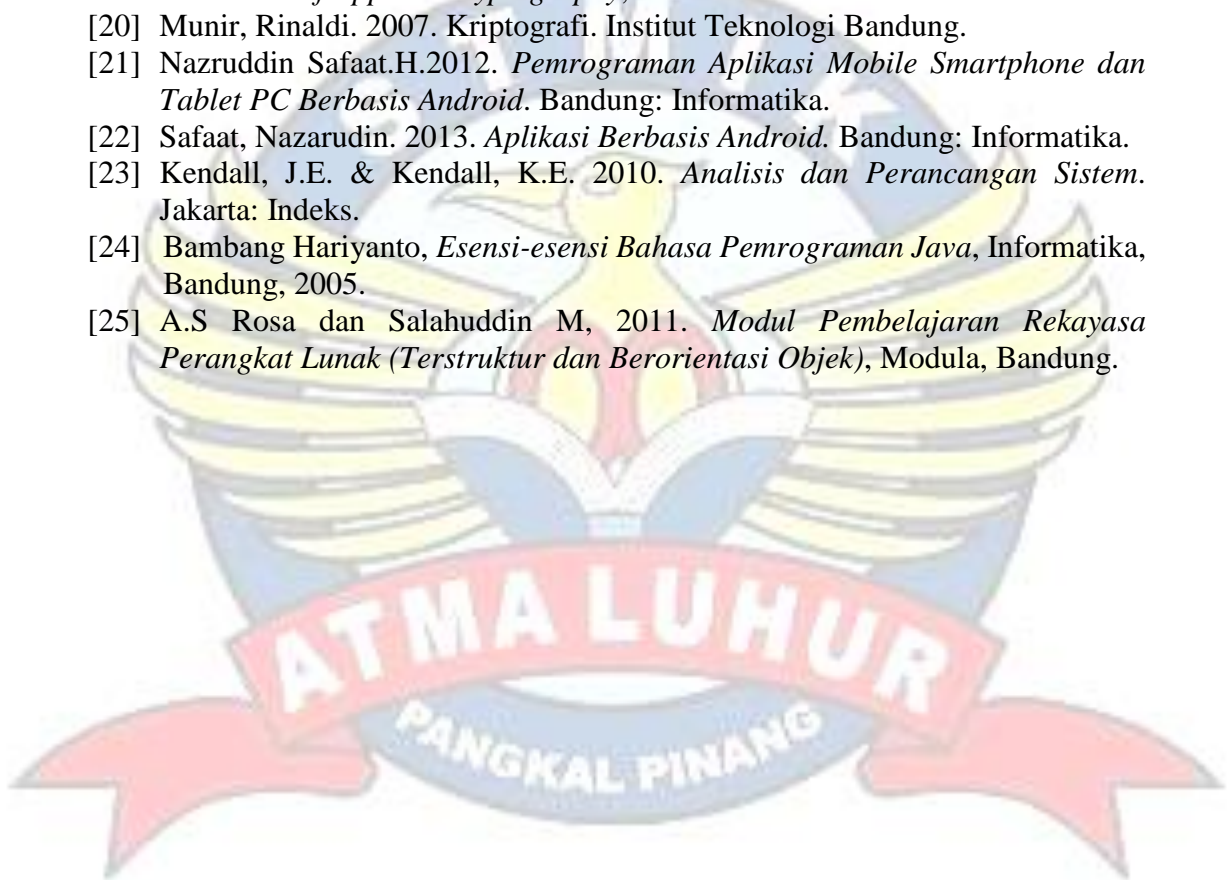 [20] Munir, Rinaldi. 2007. Kriptografi. Institut Teknologi Bandung.
[21] Nazruddin Safaat.H.2012. Pemrograman Aplikasi Mobile Smartphone dan
Tablet PC Berbasis Android. Bandung: Informatika.
[22] Safaat, Nazarudin. 2013. Aplikasi Berbasis Android. Bandung: Informatika.
[23] Kendall, J.E. & Kendall, K.E. 2010. Analisis dan Perancangan Sistem.
Jakarta: Indeks.
[24] Bambang Hariyanto, Esensi-esensi Bahasa Pemrograman Java, Informatika,
Bandung, 2005.
[25] A.S Rosa dan Salahuddin M, 2011. Modul Pembelajaran Rekayasa
Perangkat Lunak (Terstruktur dan Berorientasi Objek), Modula, Bandung.
STMIK
ATMA LUHUR
PANGKAL PINANG